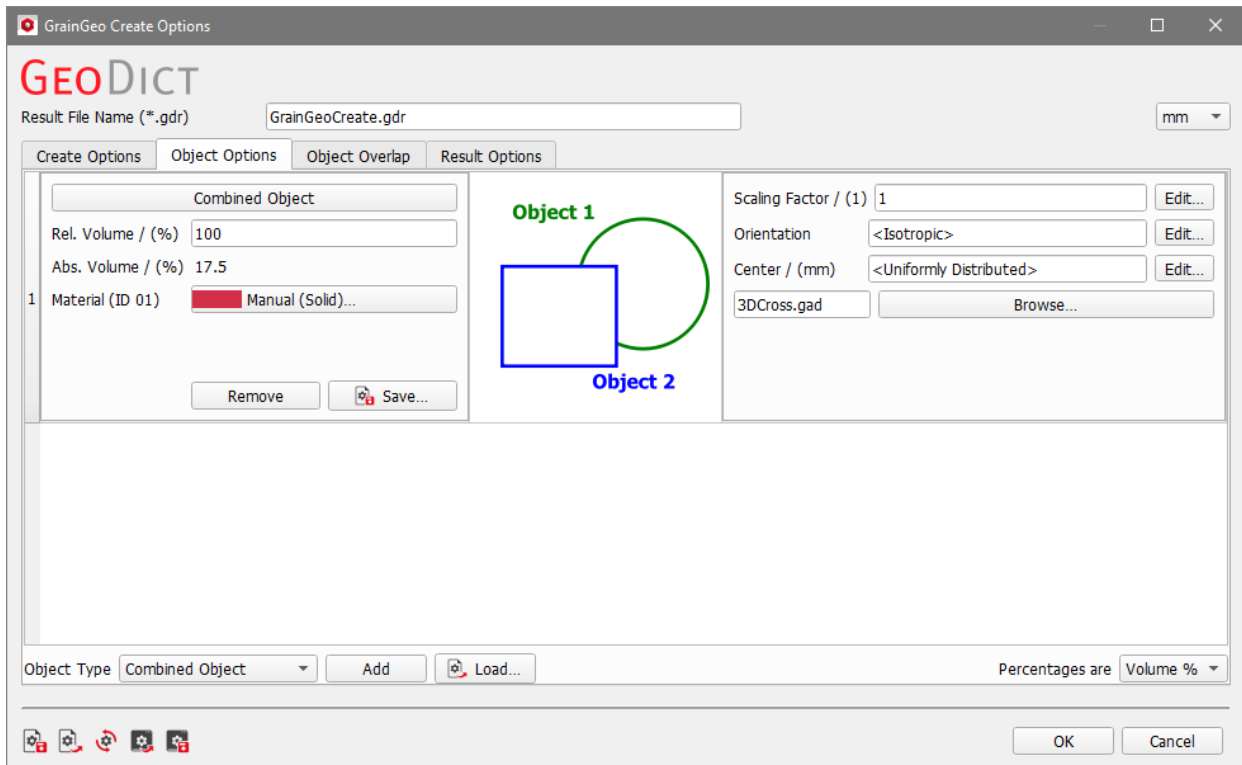 GrainGeo Create Options
GEODICT
Result File Name (*.gdr) GrainGeoCreate.gdr mm
Create Options Object Options Object Overlap Result Options
1
Combined Object
Rel. Volume / (%) 100
Abs. Volume / (%) 17.5
Material (ID 01) Manual (Solid)...
Remove Save...
Object 1
Object 2
Scaling Factor / (1) 1 Edit...
Orientation <Isotropic> Edit...
Center / (mm) <Uniformly Distributed> Edit...
3DCross.gad Browse...
Object Type Combined Object Add Load... Percentages are Volume %
OK Cancel